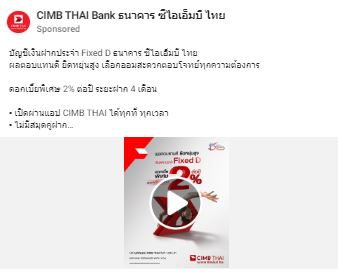 CIMB THAI Bank ธนาคาร ซีไอเอ็มบี ไทย
Sponsored
บัญชีเงินฝากประจำ Fixed D ธนาคาร ซีไอเอ็มบี ไทย
ผลตอบแทนดี ยืดหยุ่นสูง เลือกออมสะดวกตอบโจทย์ทุกความต้องการ
ดอกเบี้ยพิเศษ 2% ต่อปี ระยะฝาก 4 เดือน
• เปิดผ่านแอป CIMB THAI ได้ทุกที่ ทุกเวลา
• ไม่มีสมุดคู่ฝาก...
Fixed D
2%
CIMB THAI